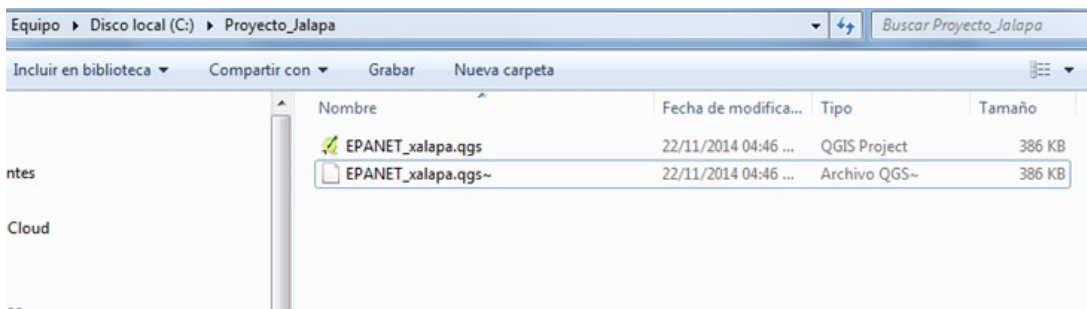 Equipo ▸ Disco local (C:) ▸ Proyecto_Jalapa Buscar Proyecto_Jalapa
Incluir en biblioteca Compartir con Grabar Nueva carpeta
Nombre Fecha de modifica... Tipo Tamaño
EPANET_xalapa.qgs 22/11/2014 04:46 ... QGIS Project 386 KB
ntes EPANET_xalapa.qgs~ 22/11/2014 04:46 ... Archivo QGS~ 386 KB
Cloud